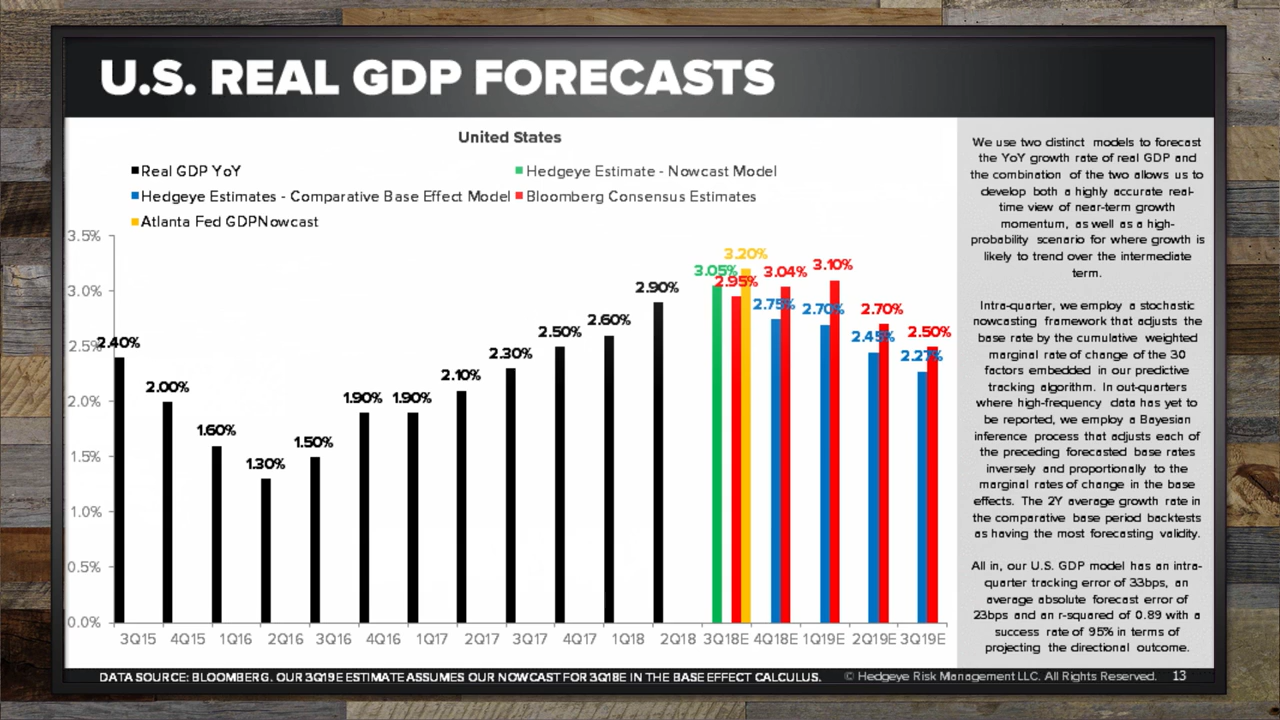 U.S. REAL GDP FORECASTS
United States
Real GDP YoY
Hedgeye Estimate - Nowcast Model
Hedgeye Estimates - Comparative Base Effect Model
Bloomberg Consensus Estimates
Atlanta Fed GDPNowcast
3.5%
3.0%
2.5%
2.0%
1.5%
1.0%
0.5%
0.0%
2.40%
2.00%
1.60%
1.30%
1.50%
1.90%
1.90%
2.10%
2.30%
2.50%
2.60%
2.90%
3.05%
2.95%
3.20%
2.75%
3.04%
2.70%
3.10%
2.45%
2.70%
2.27%
2.50%
3Q15 4Q15 1Q16 2Q16 3Q16 4Q16 1Q17 2Q17 3Q17 4Q17 1Q18 2Q18 3Q18E 4Q18E 1Q19E 2Q19E 3Q19E
We use two distinct models to forecast
the YoY growth rate of real GDP and
the combination of the two allows us to
develop both a highly accurate real-
time view of near-term growth
momentum, as well as a high-
probability scenario for where growth is
likely to trend over the intermediate
term.
Intra-quarter, we employ a stochastic
nowcasting framework that adjusts the
base rate by the cumulative weighted
marginal rate of change of the 30
factors embedded in our predictive
tracking algorithm. In out-quarters
where high-frequency data has yet to
be reported, we employ a Bayesian
inference process that adjusts each of
the preceding forecasted base rates
inversely and proportionally to the
marginal rates of change in the base
effects. The 2Y average growth rate in
the comparative base period backtests
as having the most forecasting validity.
All in, our U.S. GDP model has an intra-
quarter tracking error of 33bps, an
average absolute forecast error of
23bps and an r-squared of 0.89 with a
success rate of 95% in terms of
projecting the directional outcome.
DATA SOURCE: BLOOMBERG. OUR 3Q19E ESTIMATE ASSUMES OUR NOWCAST FOR 3Q18E IN THE BASE EFFECT CALCULUS.
© Hedgeye Risk Management LLC. All Rights Reserved. 13